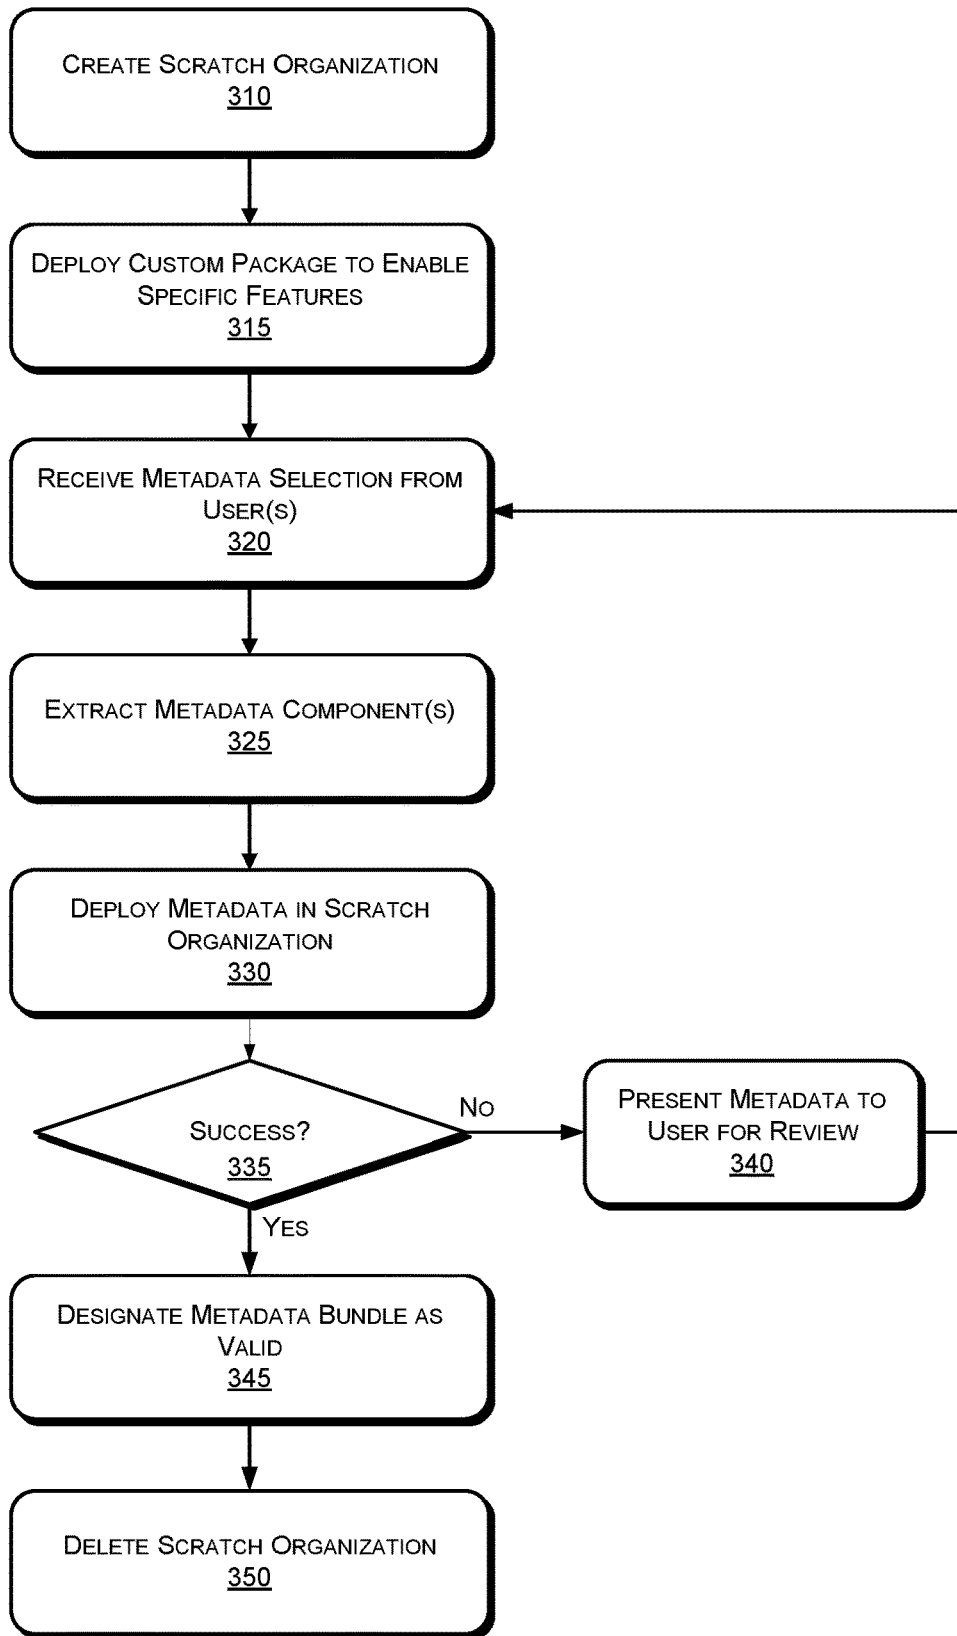 CREATE SCRATCH ORGANIZATION
310
DEPLOY CUSTOM PACKAGE TO ENABLE
SPECIFIC FEATURES
315
RECEIVE METADATA SELECTION FROM
USER(S)
320
EXTRACT METADATA COMPONENT(S)
325
DEPLOY METADATA IN SCRATCH
ORGANIZATION
330
SUCCESS?
335
NO
PRESENT METADATA TO
USER FOR REVIEW
340
YES
DESIGNATE METADATA BUNDLE AS
VALID
345
DELETE SCRATCH ORGANIZATION
350